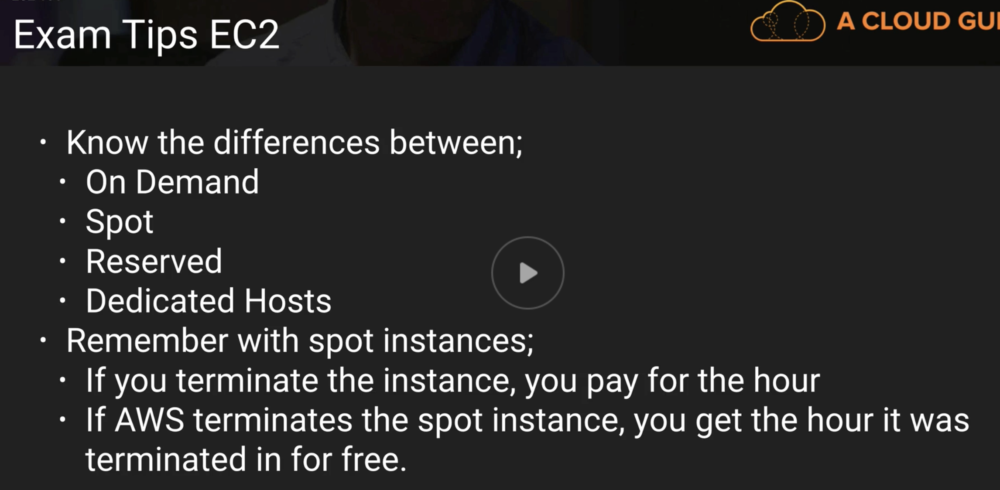 Exam Tips EC2
A CLOUD GU
• Know the differences between;
• On Demand
• Spot
• Reserved
• Dedicated Hosts
• Remember with spot instances;
• If you terminate the instance, you pay for the hour
• If AWS terminates the spot instance, you get the hour it was
terminated in for free.